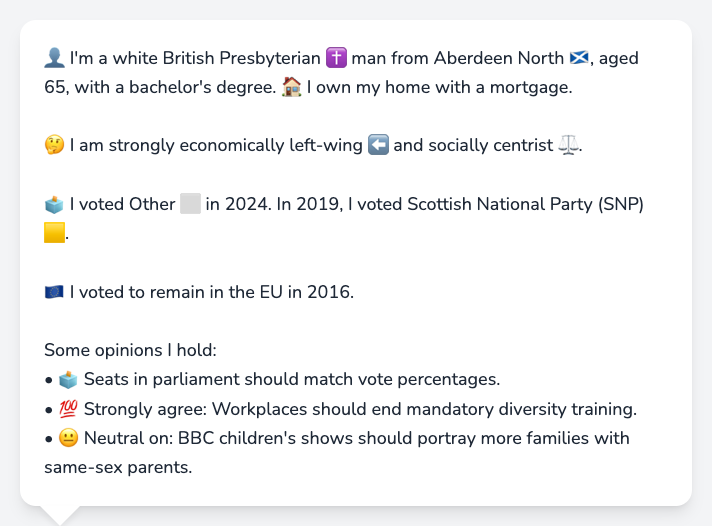 👤 I'm a white British Presbyterian ✝️ man from Aberdeen North 🏴󠁧󠁢󠁳󠁣󠁴󠁿, aged
65, with a bachelor's degree. 🏠 I own my home with a mortgage.
🤔 I am strongly economically left-wing ⬅️ and socially centrist ⚖️.
🗳️ I voted Other ⬜ in 2024. In 2019, I voted Scottish National Party (SNP)
🟨.
🇪🇺 I voted to remain in the EU in 2016.
Some opinions I hold:
• 🗳️ Seats in parliament should match vote percentages.
• 💯 Strongly agree: Workplaces should end mandatory diversity training.
• 😐 Neutral on: BBC children's shows should portray more families with
same-sex parents.